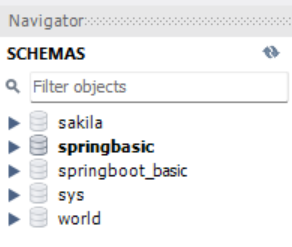 Navigator
SCHEMAS
Filter objects
sakila
springbasic
springboot_basic
sys
world